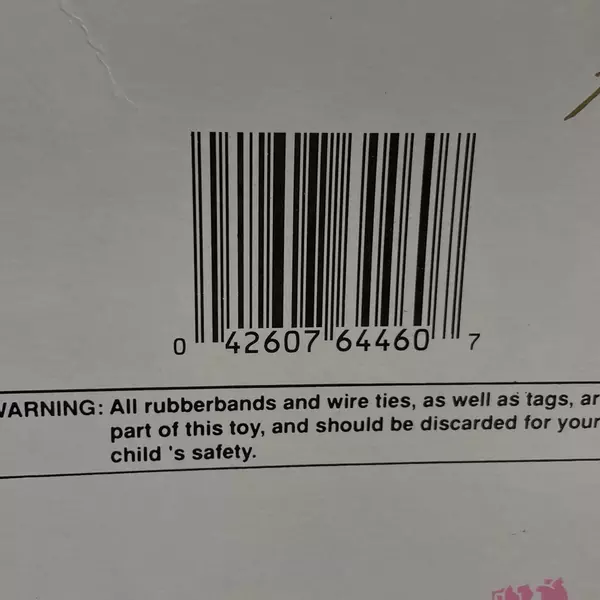 0 42607 64460 7
WARNING: All rubberbands and wire ties, as well as tags, ar
part of this toy, and should be discarded for your
child 's safety.